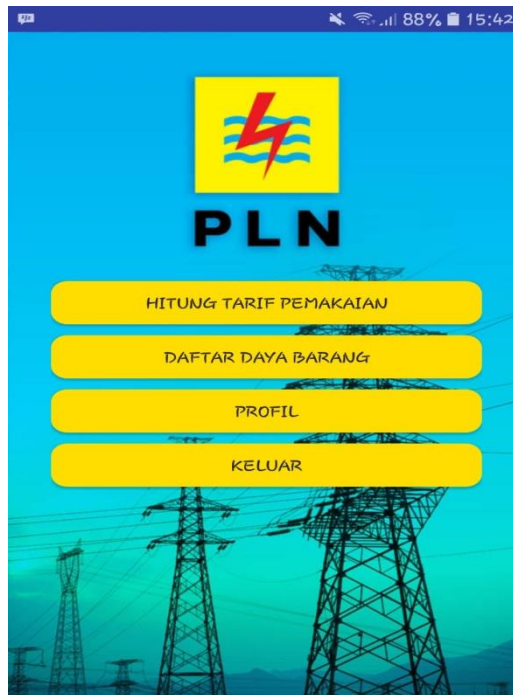 88% 15:42
PLN
HITUNG TARIF PEMAKAIAN
DAFTAR DAYA BARANG
PROFIL
KELUAR